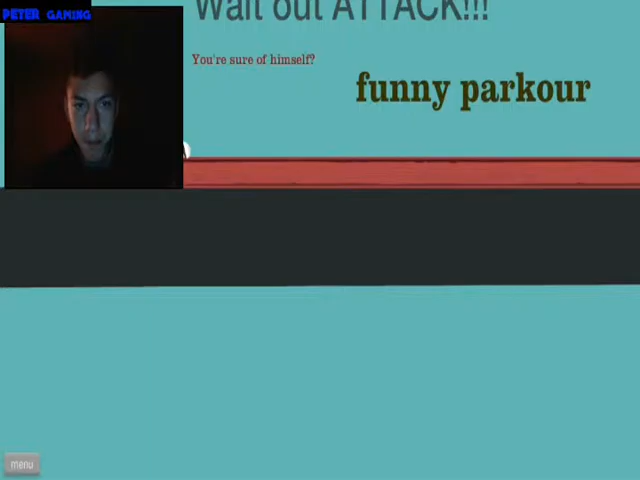 PETER GAMING
Wait out ATTACK!!!
You're sure of himself?
funny parkour
menu